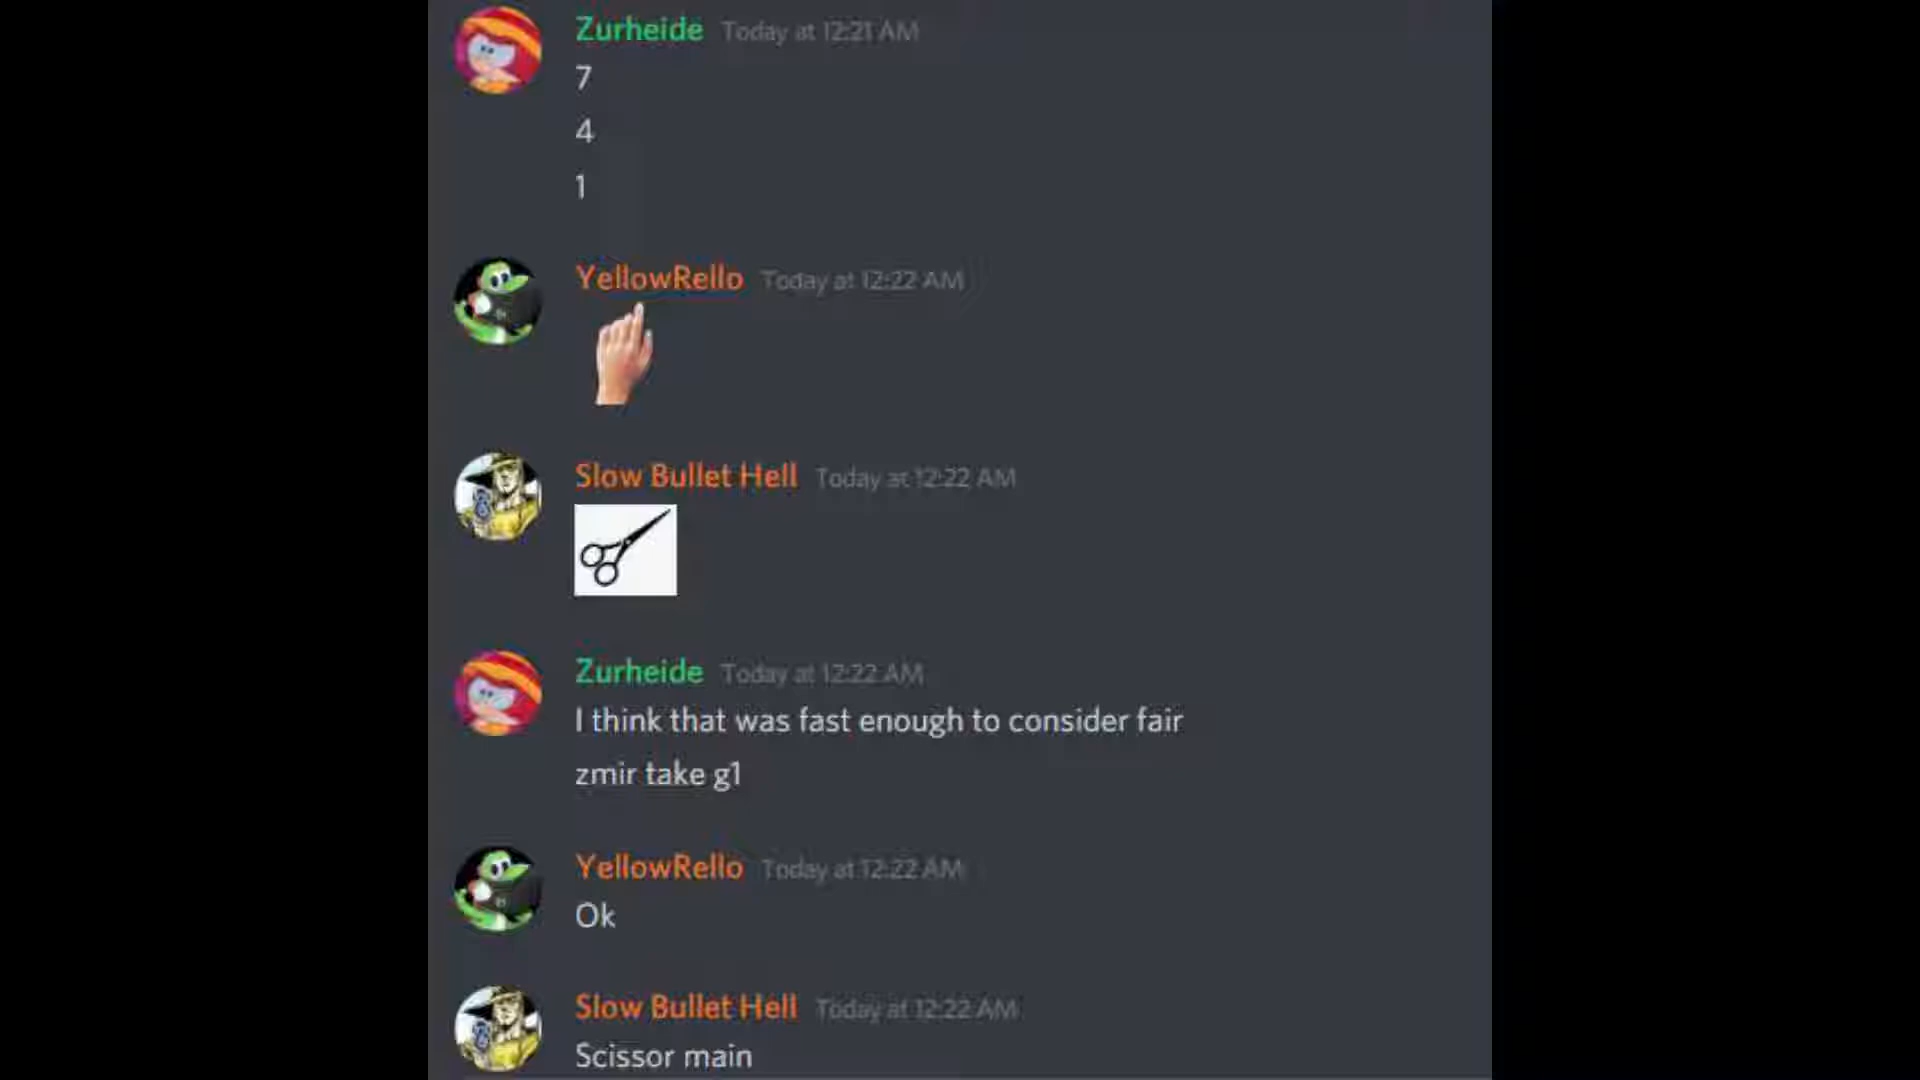 Zurheide Today at 12:21 AM
7
4
1
YellowRello Today at 12:22 AM
Slow Bullet Hell Today at 12:22 AM
Zurheide Today at 12:22 AM
I think that was fast enough to consider fair
zmir take g1
YellowRello Today at 12:22 AM
Ok
Slow Bullet Hell Today at 12:22 AM
Scissor main